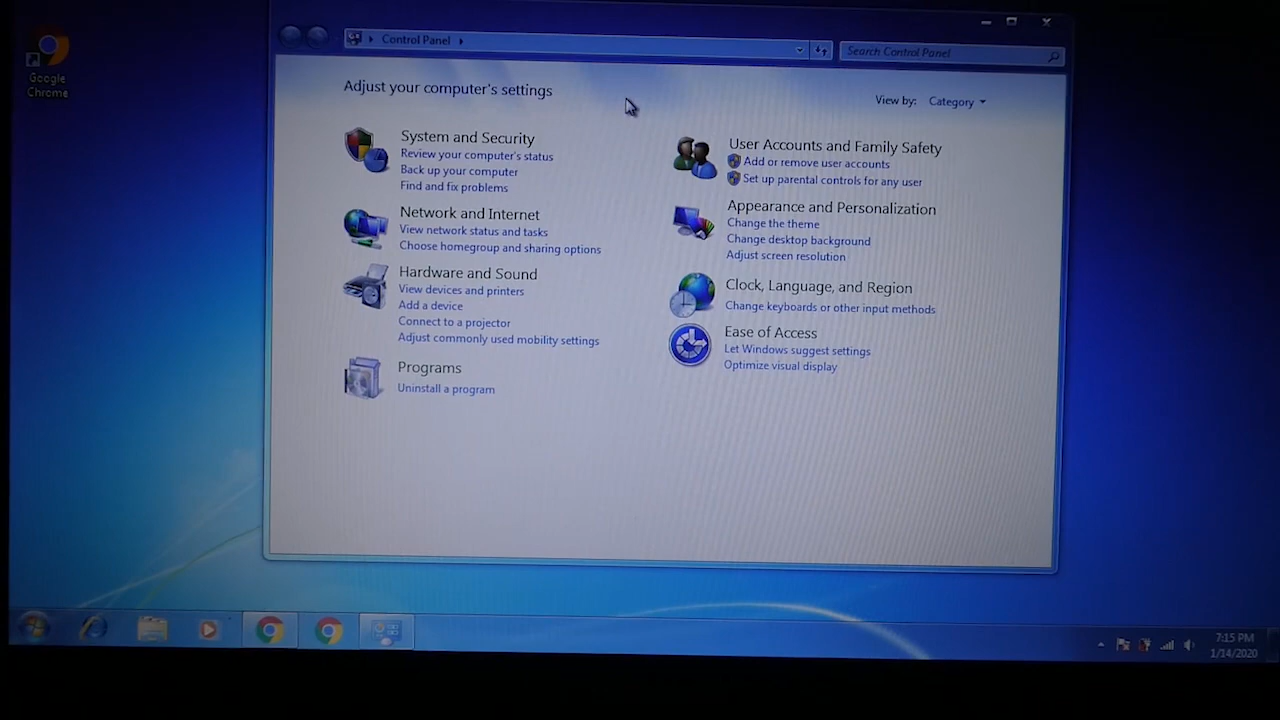 Google
Chrome
Control Panel
Search Control Panel
Adjust your computer's settings
View by: Category
System and Security
Review your computer's status
Back up your computer
Find and fix problems
Network and Internet
View network status and tasks
Choose homegroup and sharing options
Hardware and Sound
View devices and printers
Add a device
Connect to a projector
Adjust commonly used mobility settings
Programs
Uninstall a program
User Accounts and Family Safety
Add or remove user accounts
Set up parental controls for any user
Appearance and Personalization
Change the theme
Change desktop background
Adjust screen resolution
Clock, Language, and Region
Change keyboards or other input methods
Ease of Access
Let Windows suggest settings
Optimize visual display
7:15 PM
1/14/2020